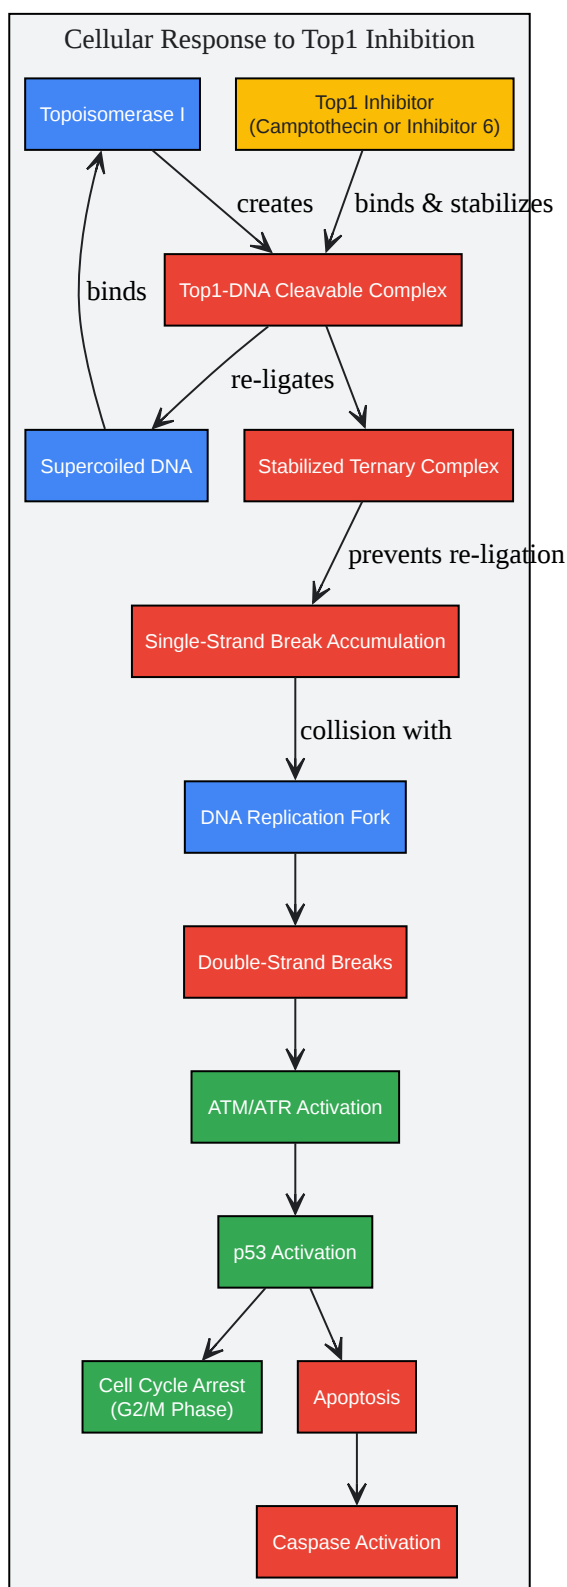 Cellular Response to Top1 Inhibition
Topoisomerase I
Top1 Inhibitor
(Camptothecin or Inhibitor 6)
creates
binds & stabilizes
Top1-DNA Cleavable Complex
binds
re-ligates
Supercoiled DNA
Stabilized Ternary Complex
prevents re-ligation
Single-Strand Break Accumulation
collision with
DNA Replication Fork
Double-Strand Breaks
ATM/ATR Activation
p53 Activation
Cell Cycle Arrest
(G2/M Phase)
Apoptosis
Caspase Activation